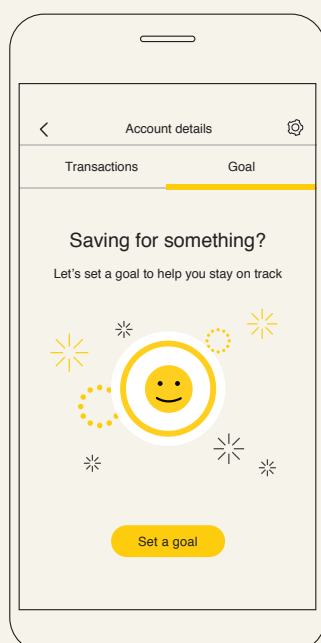 Account details
Transactions Goal
Saving for something?
Let's set a goal to help you stay on track
Set a goal